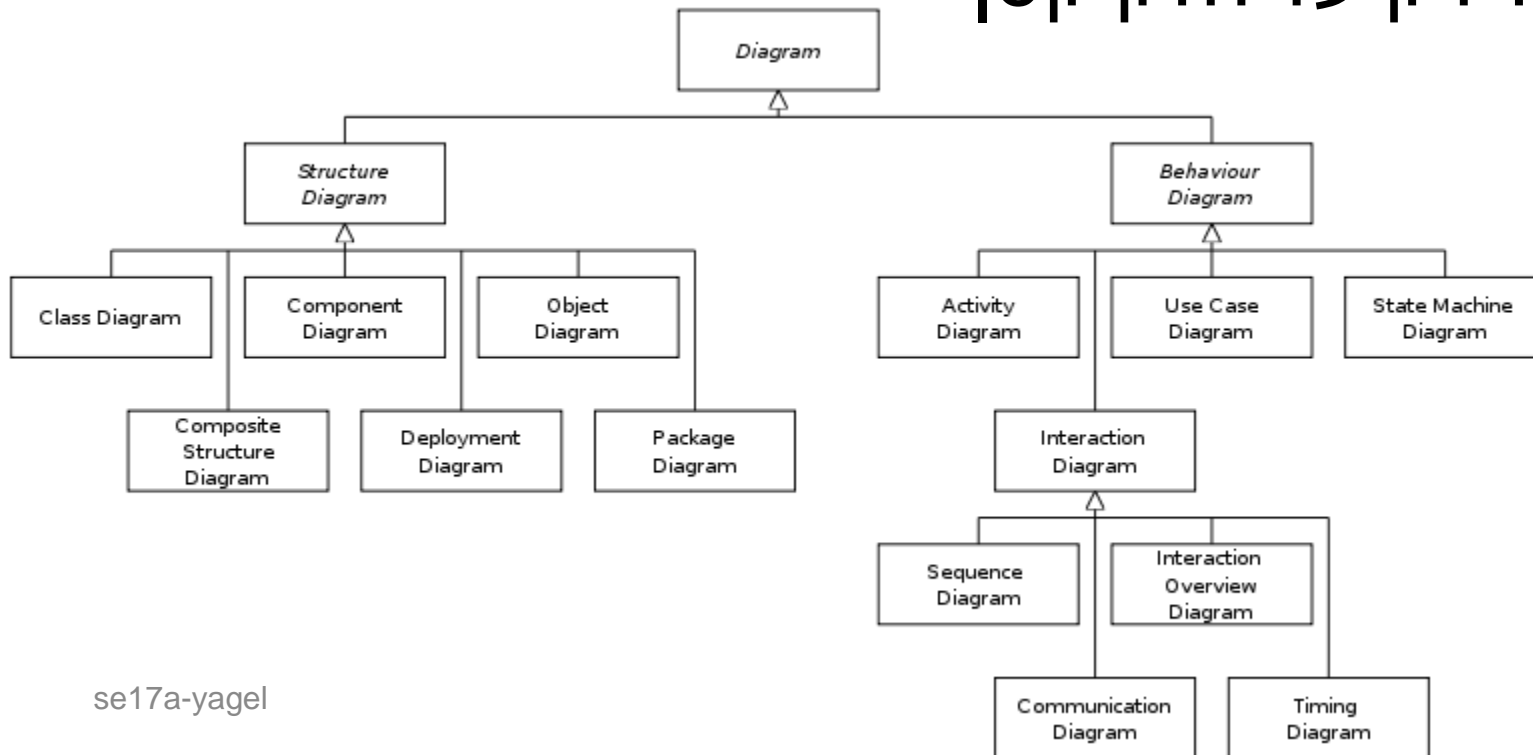 Diagram
Structure
Diagram
Behaviour
Diagram
Class Diagram
Component
Diagram
Object
Diagram
Activity
Diagram
Use Case
Diagram
State Machine
Diagram
Composite
Structure
Diagram
Deployment
Diagram
Package
Diagram
Interaction
Diagram
Sequence
Diagram
Interaction
Overview
Diagram
Communication
Diagram
Timing
Diagram
se17a-yagel